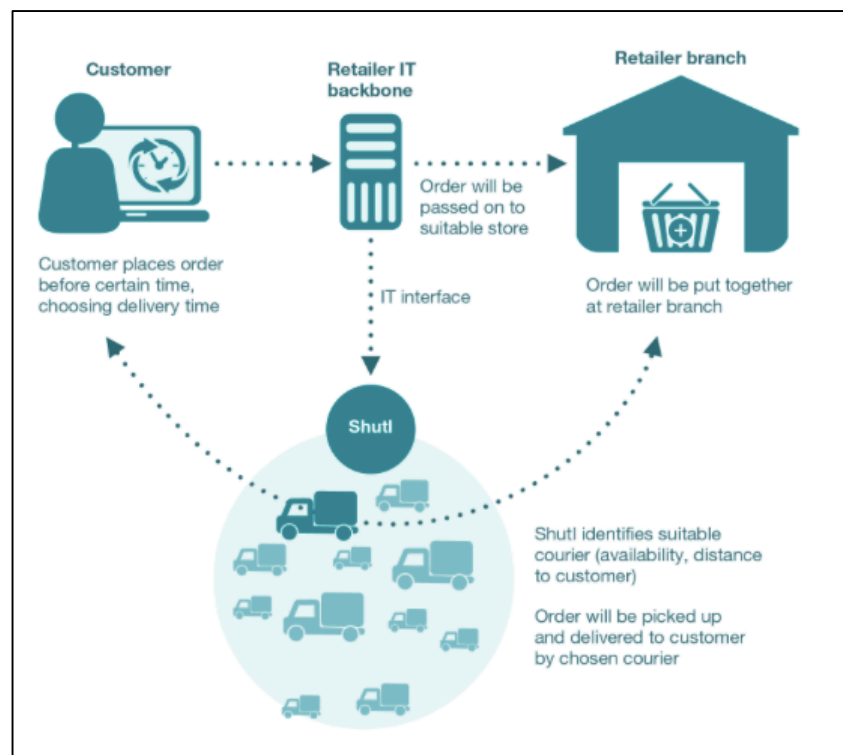 Customer
Retailer IT
backbone
Retailer branch
Order will be
passed on to
suitable store
Customer places order
before certain time,
choosing delivery time
IT interface
Order will be put together
at retailer branch
Shutl
Shutl identifies suitable
courier (availability, distance
to customer)
Order will be picked up
and delivered to customer
by chosen courier